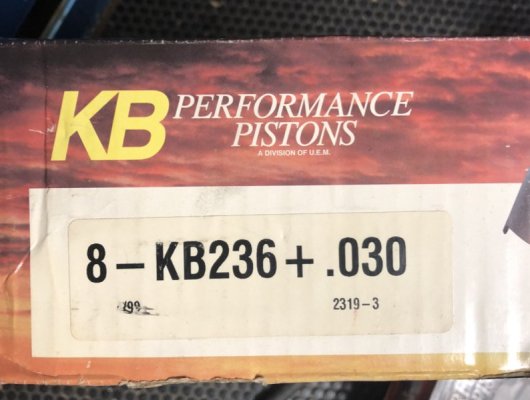 KB PERFORMANCE
PISTONS
A DIVISION OF U.E.M.
8 – KB236 + .030
2319 – 3